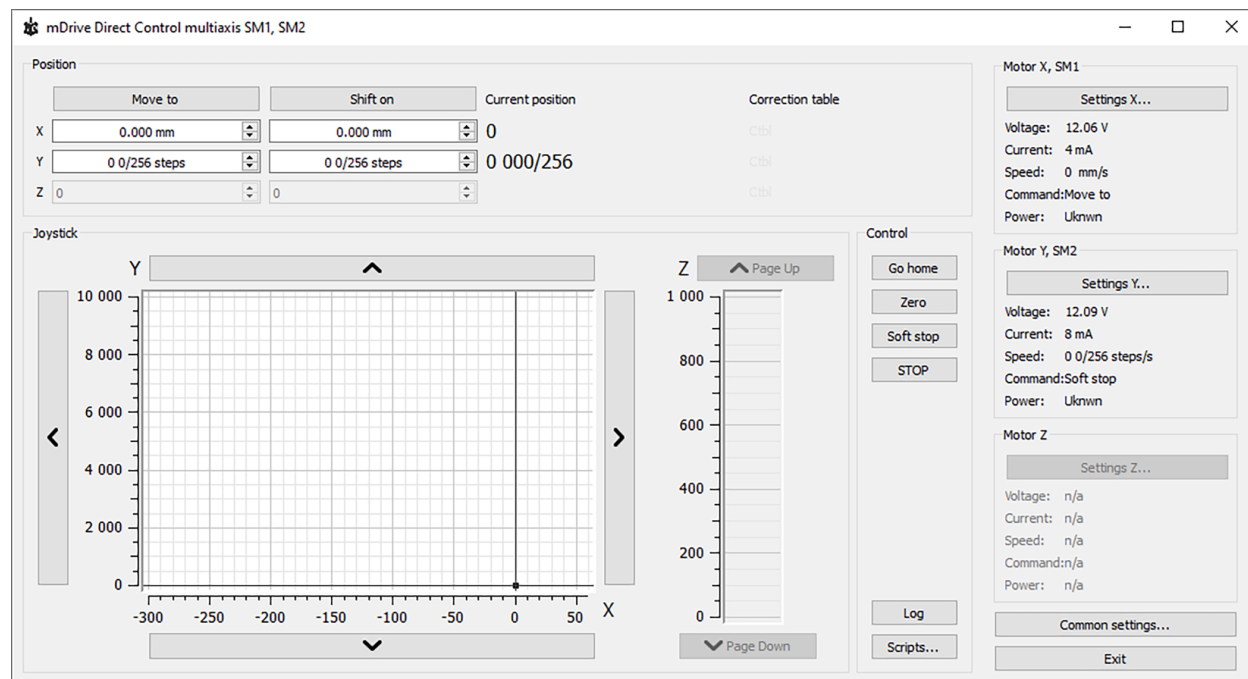 mDrive Direct Control multiaxis SM1, SM2
Position
Move to Shift on Current position Correction table
X 0.000 mm 0.000 mm 0 Ctbl
Y 0 0/256 steps 0 0/256 steps 0 000/256 Ctbl
Z 0 0 Ctbl
Joystick
Y
10 000
8 000
6 000
4 000
2 000
0
-300 -250 -200 -150 -100 -50 0 50 X
Z Page Up
1 000
800
600
400
200
0
Page Down
Control
Go home
Zero
Soft stop
STOP
Log
Scripts...
Motor X, SM1
Settings X...
Voltage: 12.06 V
Current: 4 mA
Speed: 0 mm/s
Command:Move to
Power: Uknwn
Motor Y, SM2
Settings Y...
Voltage: 12.09 V
Current: 8 mA
Speed: 0 0/256 steps/s
Command:Soft stop
Power: Uknwn
Motor Z
Settings Z...
Voltage: n/a
Current: n/a
Speed: n/a
Command:n/a
Power: n/a
Common settings...
Exit